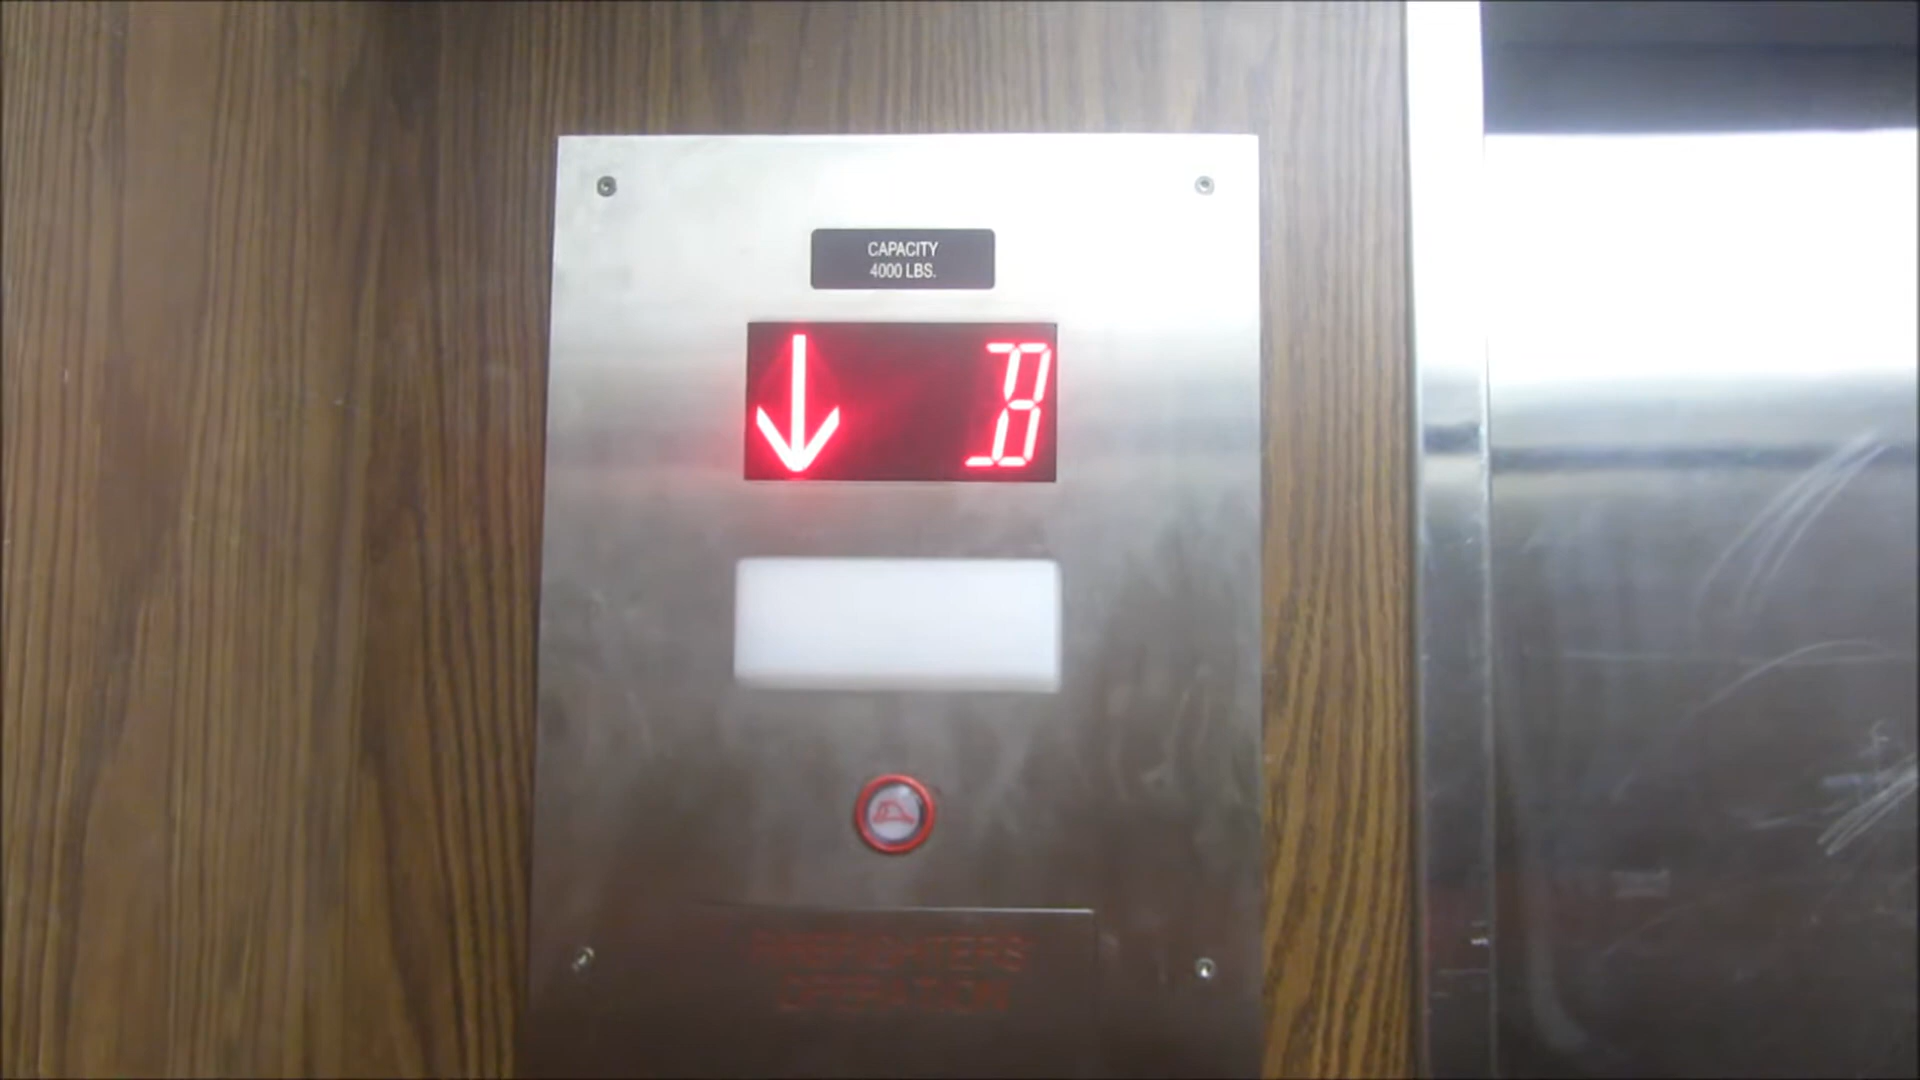 CAPACITY
4000 LBS.
B
FIREFIGHTERS'
OPERATION